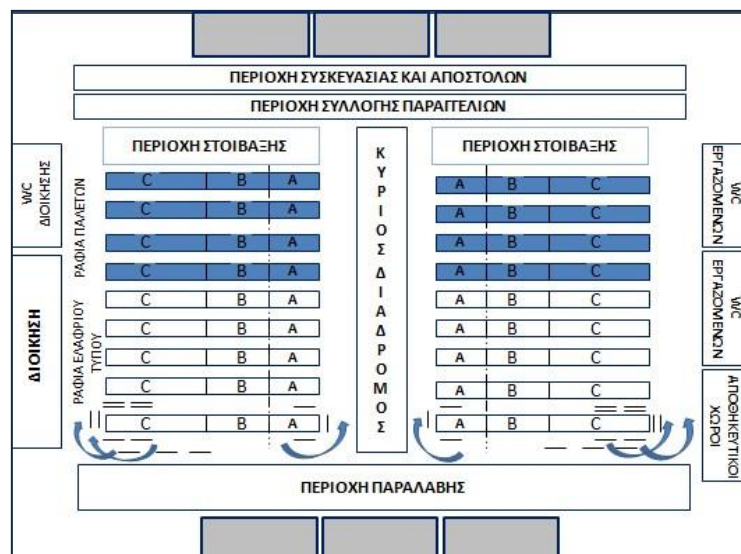 ΠΕΡΙΟΧΗ ΣΥΣΚΕΥΑΣΙΑΣ ΚΑΙ ΑΠΟΣΤΟΛΩΝ
ΠΕΡΙΟΧΗ ΣΥΛΛΟΓΗΣ ΠΑΡΑΓΓΕΛΙΩΝ
ΠΕΡΙΟΧΗ ΣΤΟΙΒΑΞΗΣ
ΠΕΡΙΟΧΗ ΣΤΟΙΒΑΞΗΣ
WC
ΔΙΟΙΚΗΣΗΣ
ΔΙΟΙΚΗΣΗ
ΡΑΦΙΑ ΠΑΛΕΤΩΝ
ΡΑΦΙΑ ΕΛΑΦΡΙΟΥ
ΤΥΠΟΥ
C B A
C B A
C B A
C B A
C B A
C B A
C B A
C B A
C B A
ΚΥΡΙΟΣ ΔΙΑΔΡΟΜΟΣ
A B C
A B C
A B C
A B C
A B C
A B C
A B C
A B C
A B C
WC
ΕΡΓΑΖΟΜΕΝΩΝ
WC
ΕΡΓΑΖΟΜΕΝΩΝ
ΑΠΟΘΗΚΕΥΤΙΚΟΙ
ΧΩΡΟΙ
ΠΕΡΙΟΧΗ ΠΑΡΑΛΑΒΗΣ